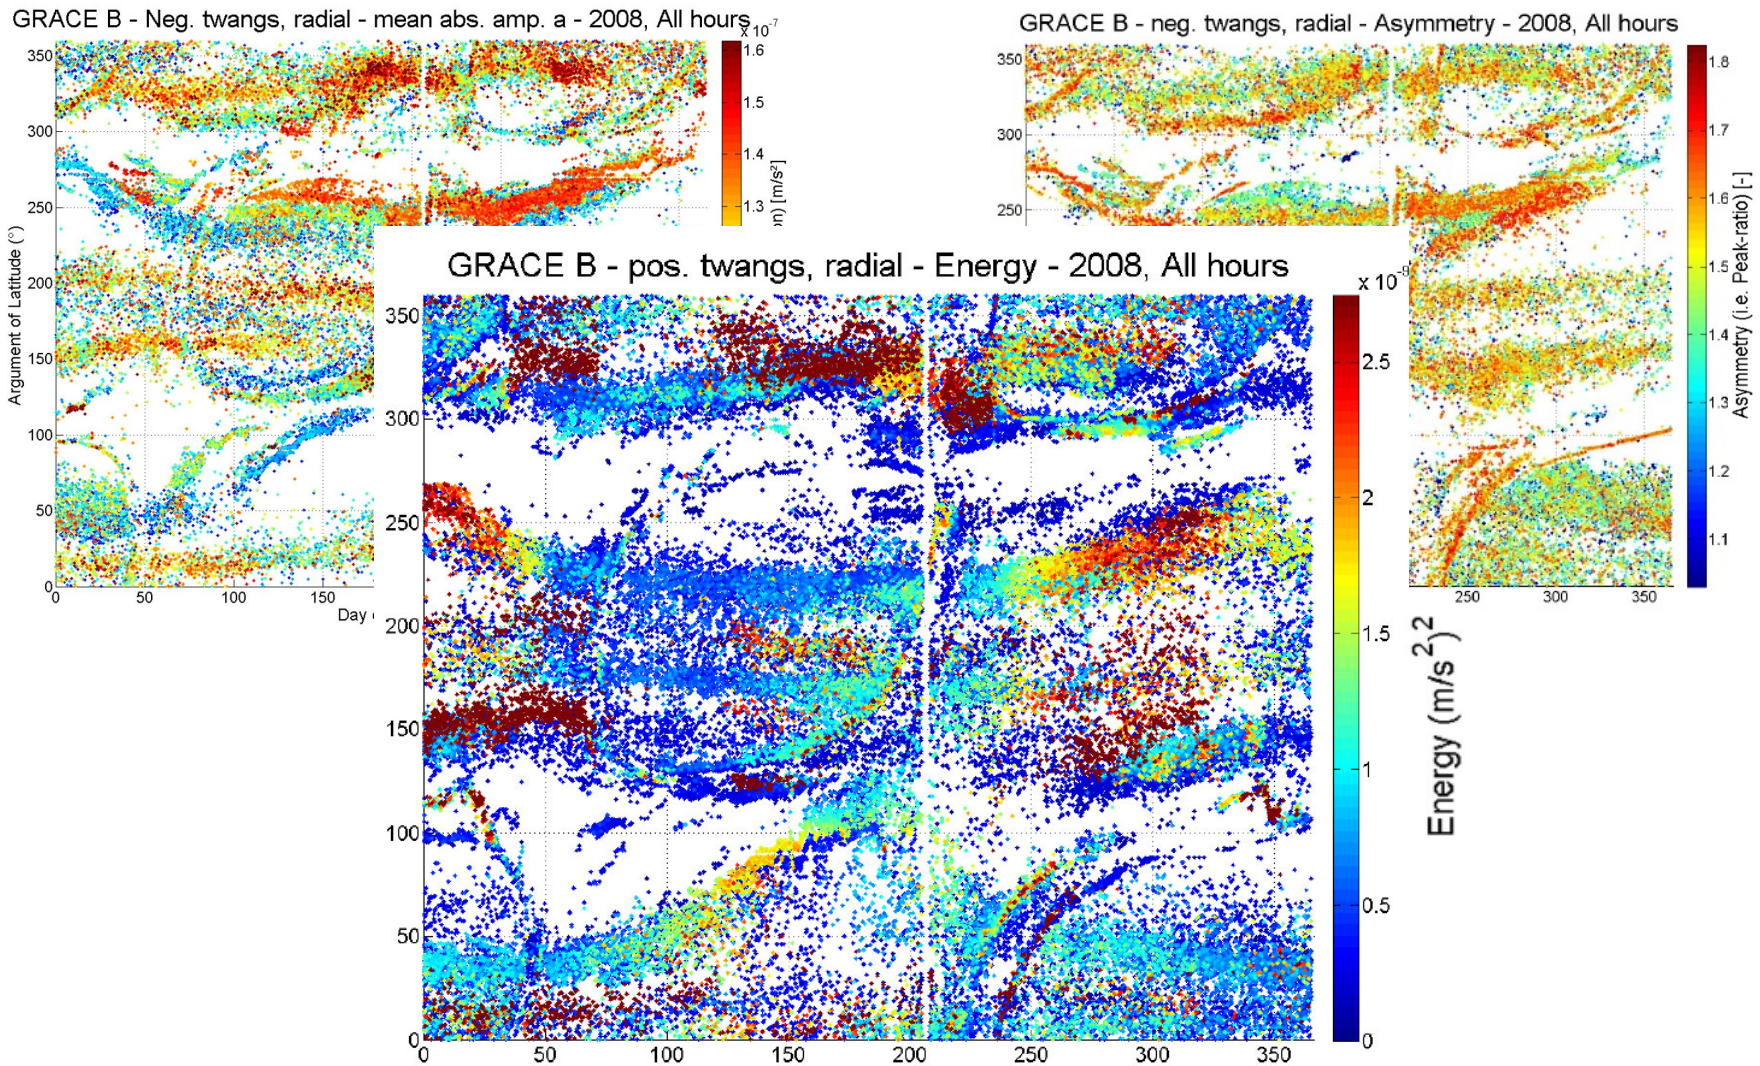 GRACE B - Neg. twangs, radial - mean abs. amp. a - 2008, All hours
x 10⁻⁷
360
350
300
250
200
150
100
50
0
Argument of Latitude (°)
0 50 100 150
Day
1.6
1.5
1.4
1.3
on) [m/s²]
GRACE B - neg. twangs, radial - Asymmetry - 2008, All hours
350
300
250
250 300 350
1.8
1.7
1.6
1.5
1.4
1.3
1.2
1.1
Asymmetry (i.e. Peak-ratio) [-]
GRACE B - pos. twangs, radial - Energy - 2008, All hours
x 10⁻⁹
350
300
250
200
150
100
50
0
0 50 100 150 200 250 300 350
2.5
2
1.5
1
0.5
0
Energy (m/s²)²